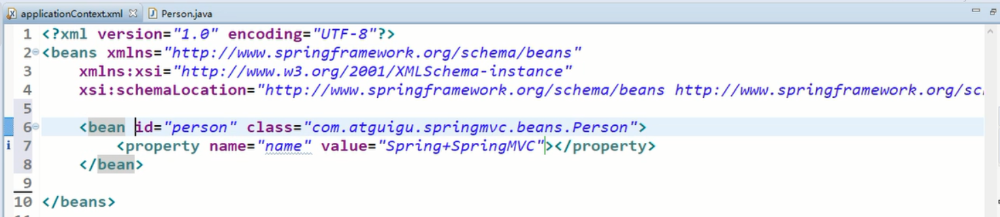 applicationContext.xml Person.java
1 <?xml version="1.0" encoding="UTF-8"?>
2 <beans xmlns="http://www.springframework.org/schema/beans"
3 xmlns:xsi="http://www.w3.org/2001/XMLSchema-instance"
4 xsi:schemaLocation="http://www.springframework.org/schema/beans http://www.springframework.org/sc
5
6 <bean id="person" class="com.atguigu.springmvc.beans.Person">
7 <property name="name" value="Spring+SpringMVC"></property>
8 </bean>
9
10 </beans>